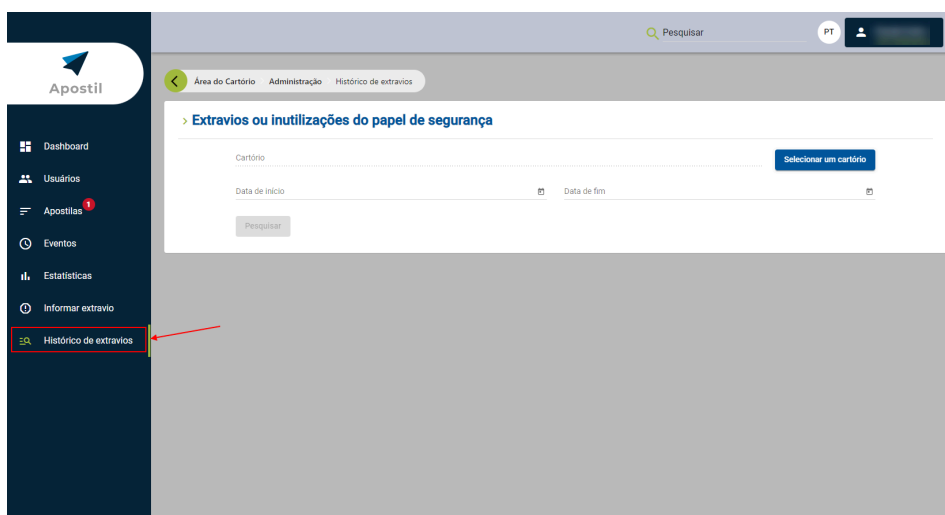 Pesquisar
PT
Apostil
Área do Cartório Administração Histórico de extravios
> Extravios ou inutilizações do papel de segurança
Cartório
Selecionar um cartório
Data de início
Data de fim
Pesquisar
Dashboard
Usuários
Apostilas 1
Eventos
Estatísticas
Informar extravio
Histórico de extravios